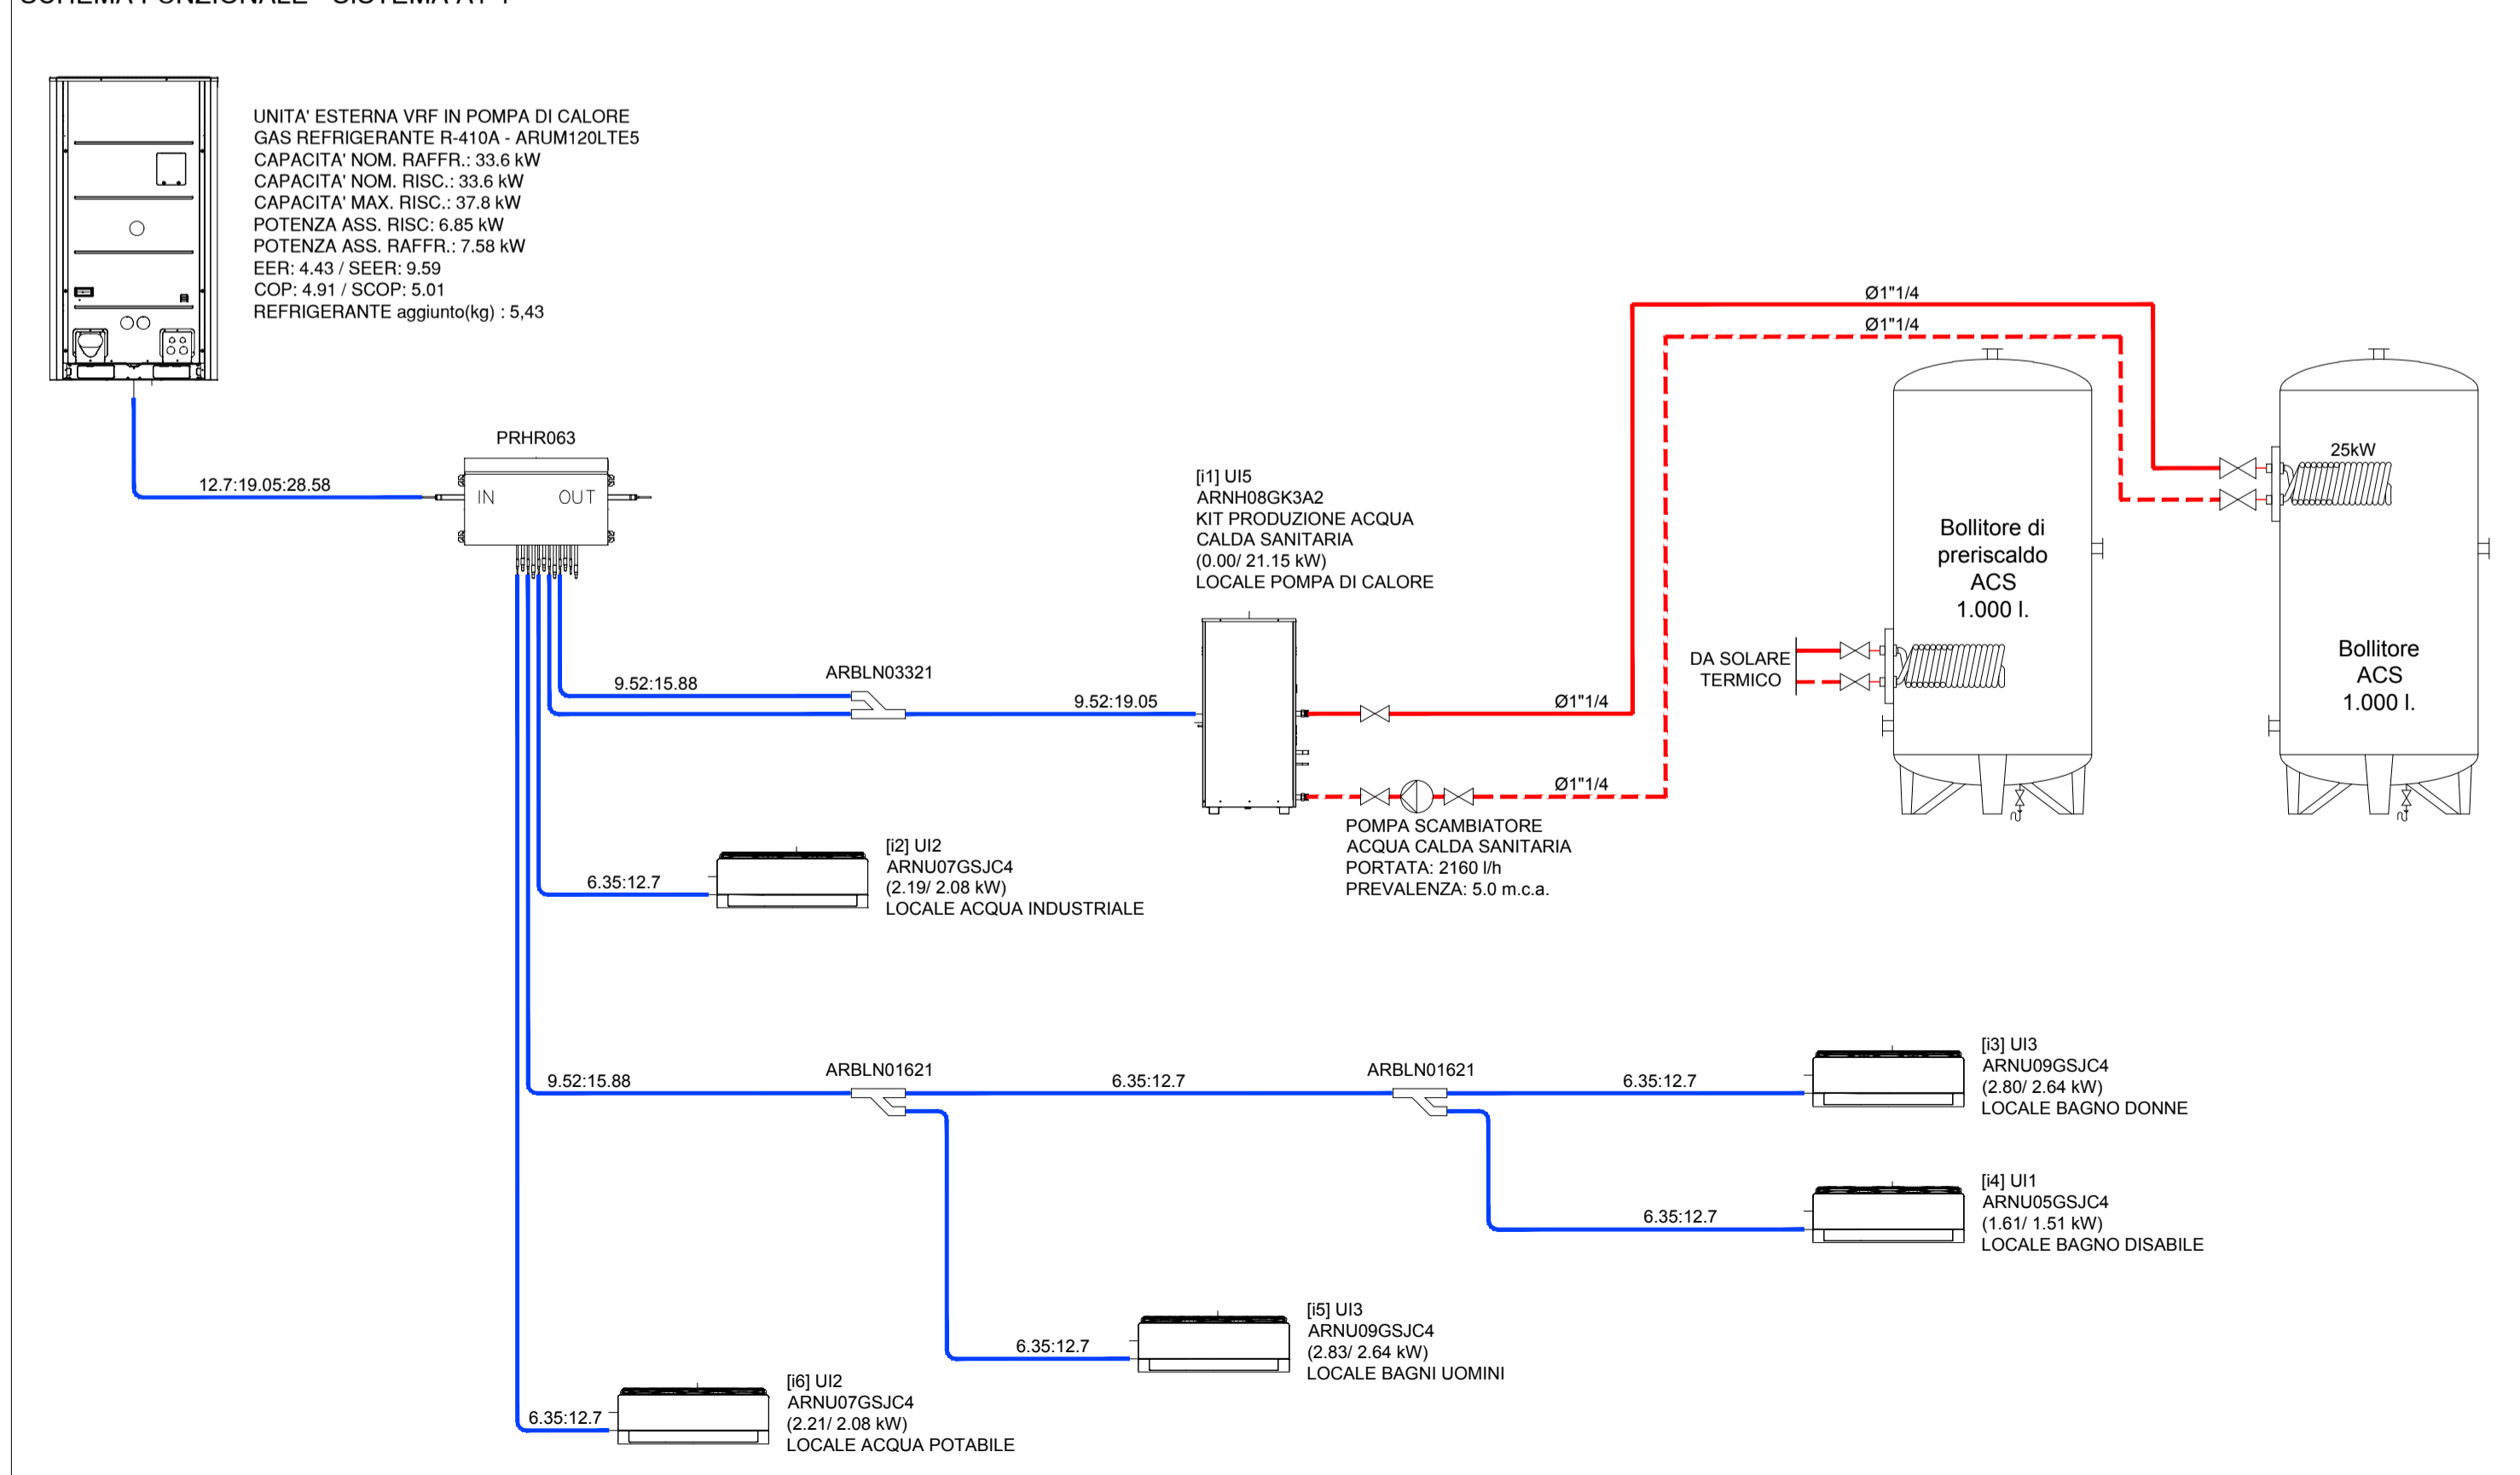 SCHEMA FUNZIONALE - SISTEMA A1-1
UNITA' ESTERNA VRF IN POMPA DI CALORE
GAS REFRIGERANTE R-410A - ARUM120LTE5
CAPACITA' NOM. RAFFR.: 33.6 kW
CAPACITA' NOM. RISC.: 33.6 kW
CAPACITA' MAX. RISC.: 37.8 kW
POTENZA ASS. RISC: 6.85 kW
POTENZA ASS. RAFFR.: 7.58 kW
EER: 4.43 / SEER: 9.59
COP: 4.91 / SCOP: 5.01
REFRIGERANTE aggiunto(kg) : 5,43
Ø1"1/4
Ø1"1/4
PRHR063
IN
OUT
12.7:19.05:28.58
[i1] UI5
ARNH08GK3A2
KIT PRODUZIONE ACQUA
CALDA SANITARIA
(0.00/ 21.15 kW)
LOCALE POMPA DI CALORE
25kW
Bollitore di
preriscaldo
ACS
1.000 l.
Bollitore
ACS
1.000 l.
DA SOLARE
TERMICO
9.52:15.88
ARBLN03321
9.52:19.05
Ø1"1/4
Ø1"1/4
POMPA SCAMBIATORE
ACQUA CALDA SANITARIA
PORTATA: 2160 l/h
PREVALENZA: 5.0 m.c.a.
6.35:12.7
[i2] UI2
ARNU07GSJC4
(2.19/ 2.08 kW)
LOCALE ACQUA INDUSTRIALE
9.52:15.88
ARBLN01621
6.35:12.7
ARBLN01621
6.35:12.7
[i3] UI3
ARNU09GSJC4
(2.80/ 2.64 kW)
LOCALE BAGNO DONNE
6.35:12.7
[i4] UI1
ARNU05GSJC4
(1.61/ 1.51 kW)
LOCALE BAGNO DISABILE
6.35:12.7
[i5] UI3
ARNU09GSJC4
(2.83/ 2.64 kW)
LOCALE BAGNI UOMINI
6.35:12.7
[i6] UI2
ARNU07GSJC4
(2.21/ 2.08 kW)
LOCALE ACQUA POTABILE